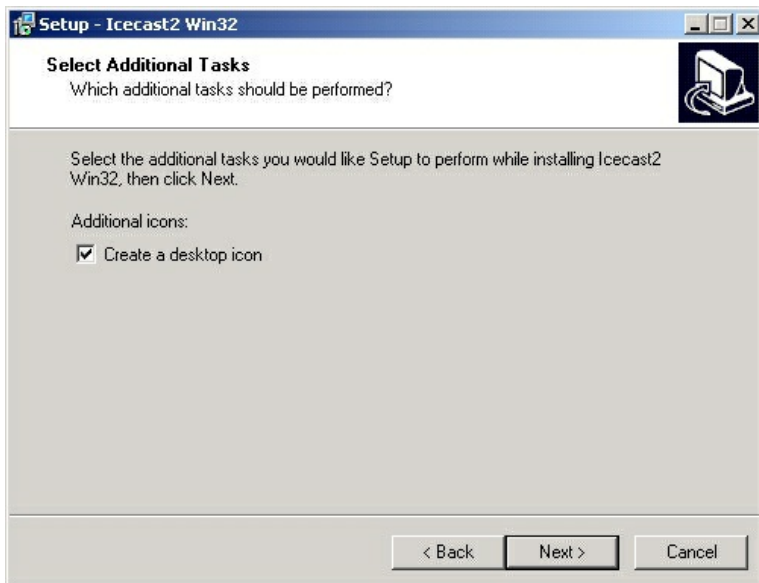 Setup - Icecast2 Win32
Select Additional Tasks
Which additional tasks should be performed?
Select the additional tasks you would like Setup to perform while installing Icecast2
Win32, then click Next.
Additional icons:
Create a desktop icon
< Back
Next >
Cancel